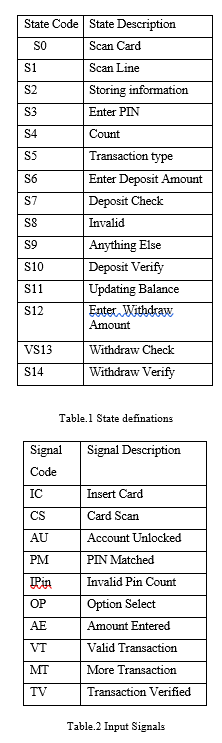 State Code State Description
S0 Scan Card
S1 Scan Line
S2 Storing information
S3 Enter PIN
S4 Count
S5 Transaction type
S6 Enter Deposit Amount
S7 Deposit Check
S8 Invalid
S9 Anything Else
S10 Deposit Verify
S11 Updating Balance
S12 Enter Withdraw
Amount
VS13 Withdraw Check
S14 Withdraw Verify
Table.1 State definations
Signal Signal Description
Code
IC Insert Card
CS Card Scan
AU Account Unlocked
PM PIN Matched
IPin Invalid Pin Count
OP Option Select
AE Amount Entered
VT Valid Transaction
MT More Transaction
TV Transaction Verified
Table.2 Input Signals